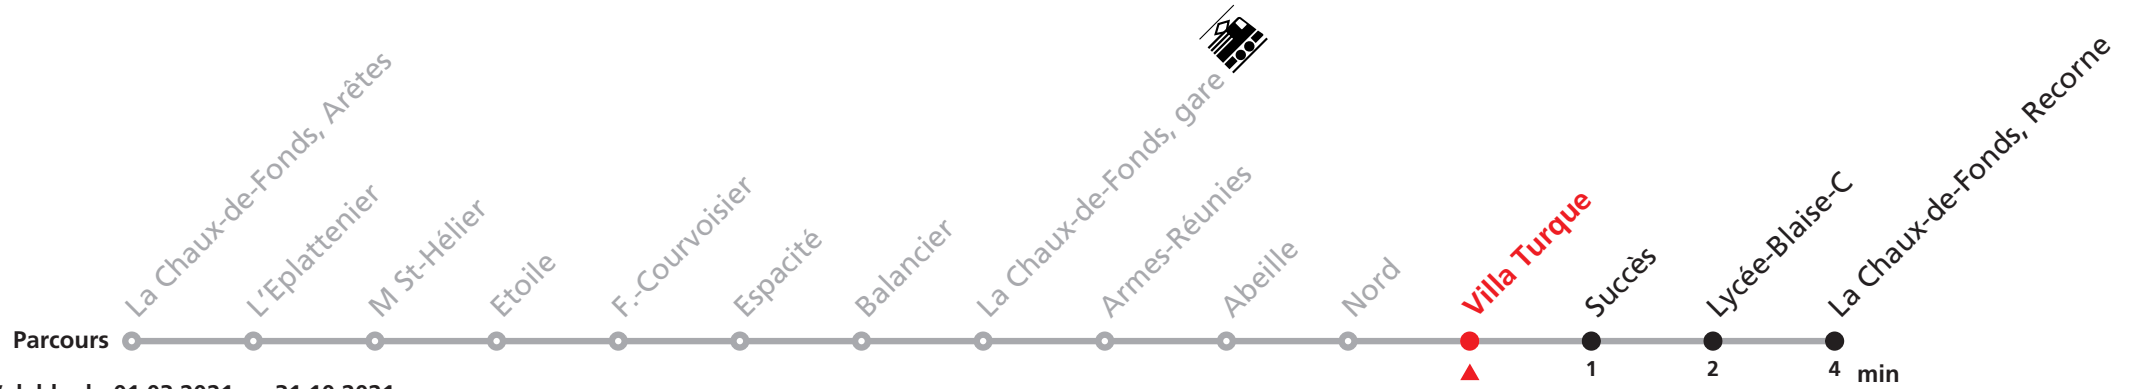 La Chaux-de-Fonds, Arêtes
L'Eplattenier
M St-Hélier
Etoile
F.-Courvoisier
Espacité
Balancier
La Chaux-de-Fonds, gare
Armes-Réunies
Abeille
Nord
Villa Turque
Succès
Lycée-Blaise-C
La Chaux-de-Fonds, Recorne
Parcours
1 2 4 min